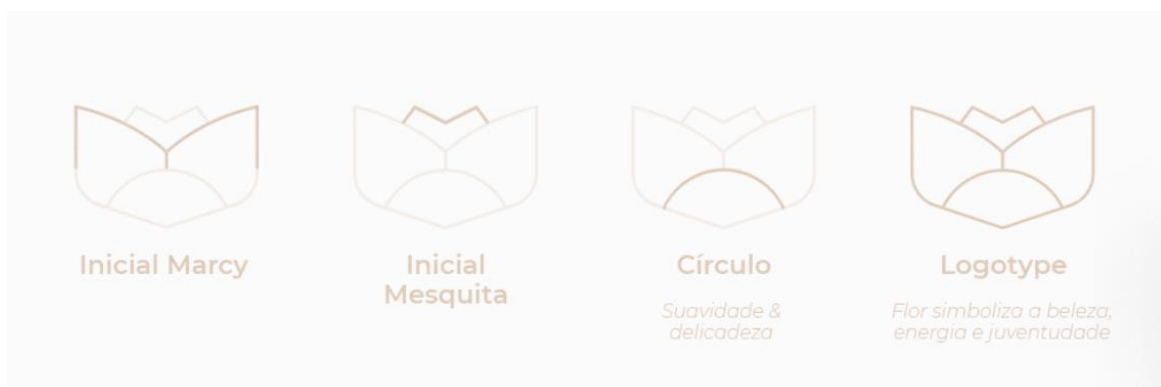 Inicial Marcy
Inicial
Mesquita
Círculo
Suavidade &
delicadeza
Logotype
Flor simboliza a beleza,
energia e juventudade